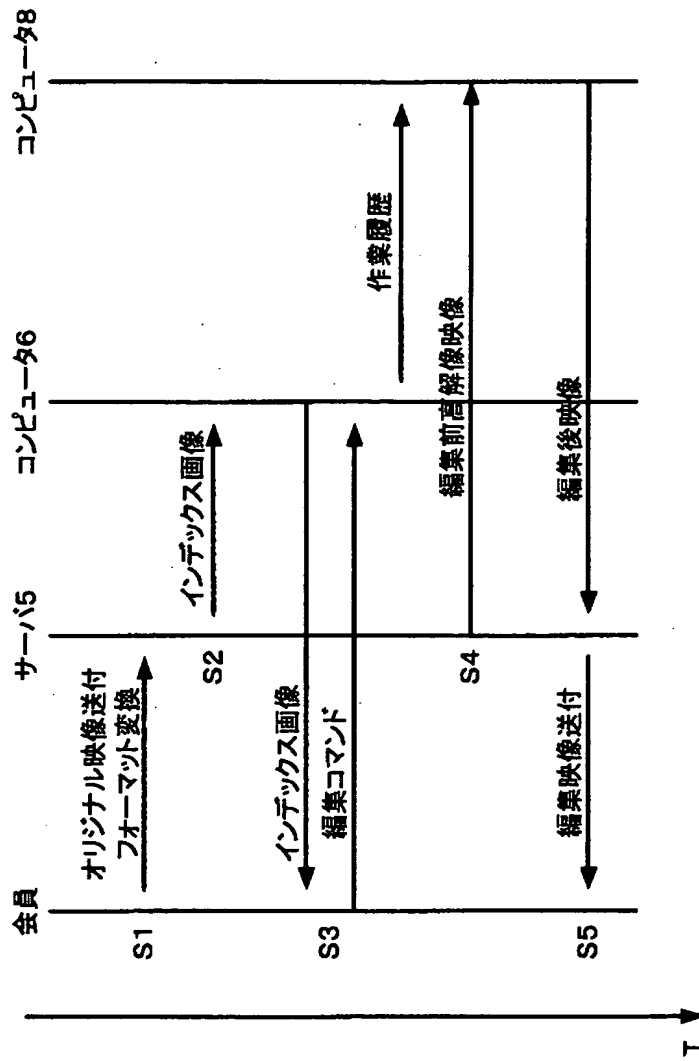 会員
サーバ5
コンピュータ6
コンピュータ8
S1
オリジナル映像送付
フォーマット変換
S2
インデックス画像
S3
インデックス画像
編集コマンド
作業履歴
S4
編集前高解像映像
S5
編集映像送付
編集後映像
T